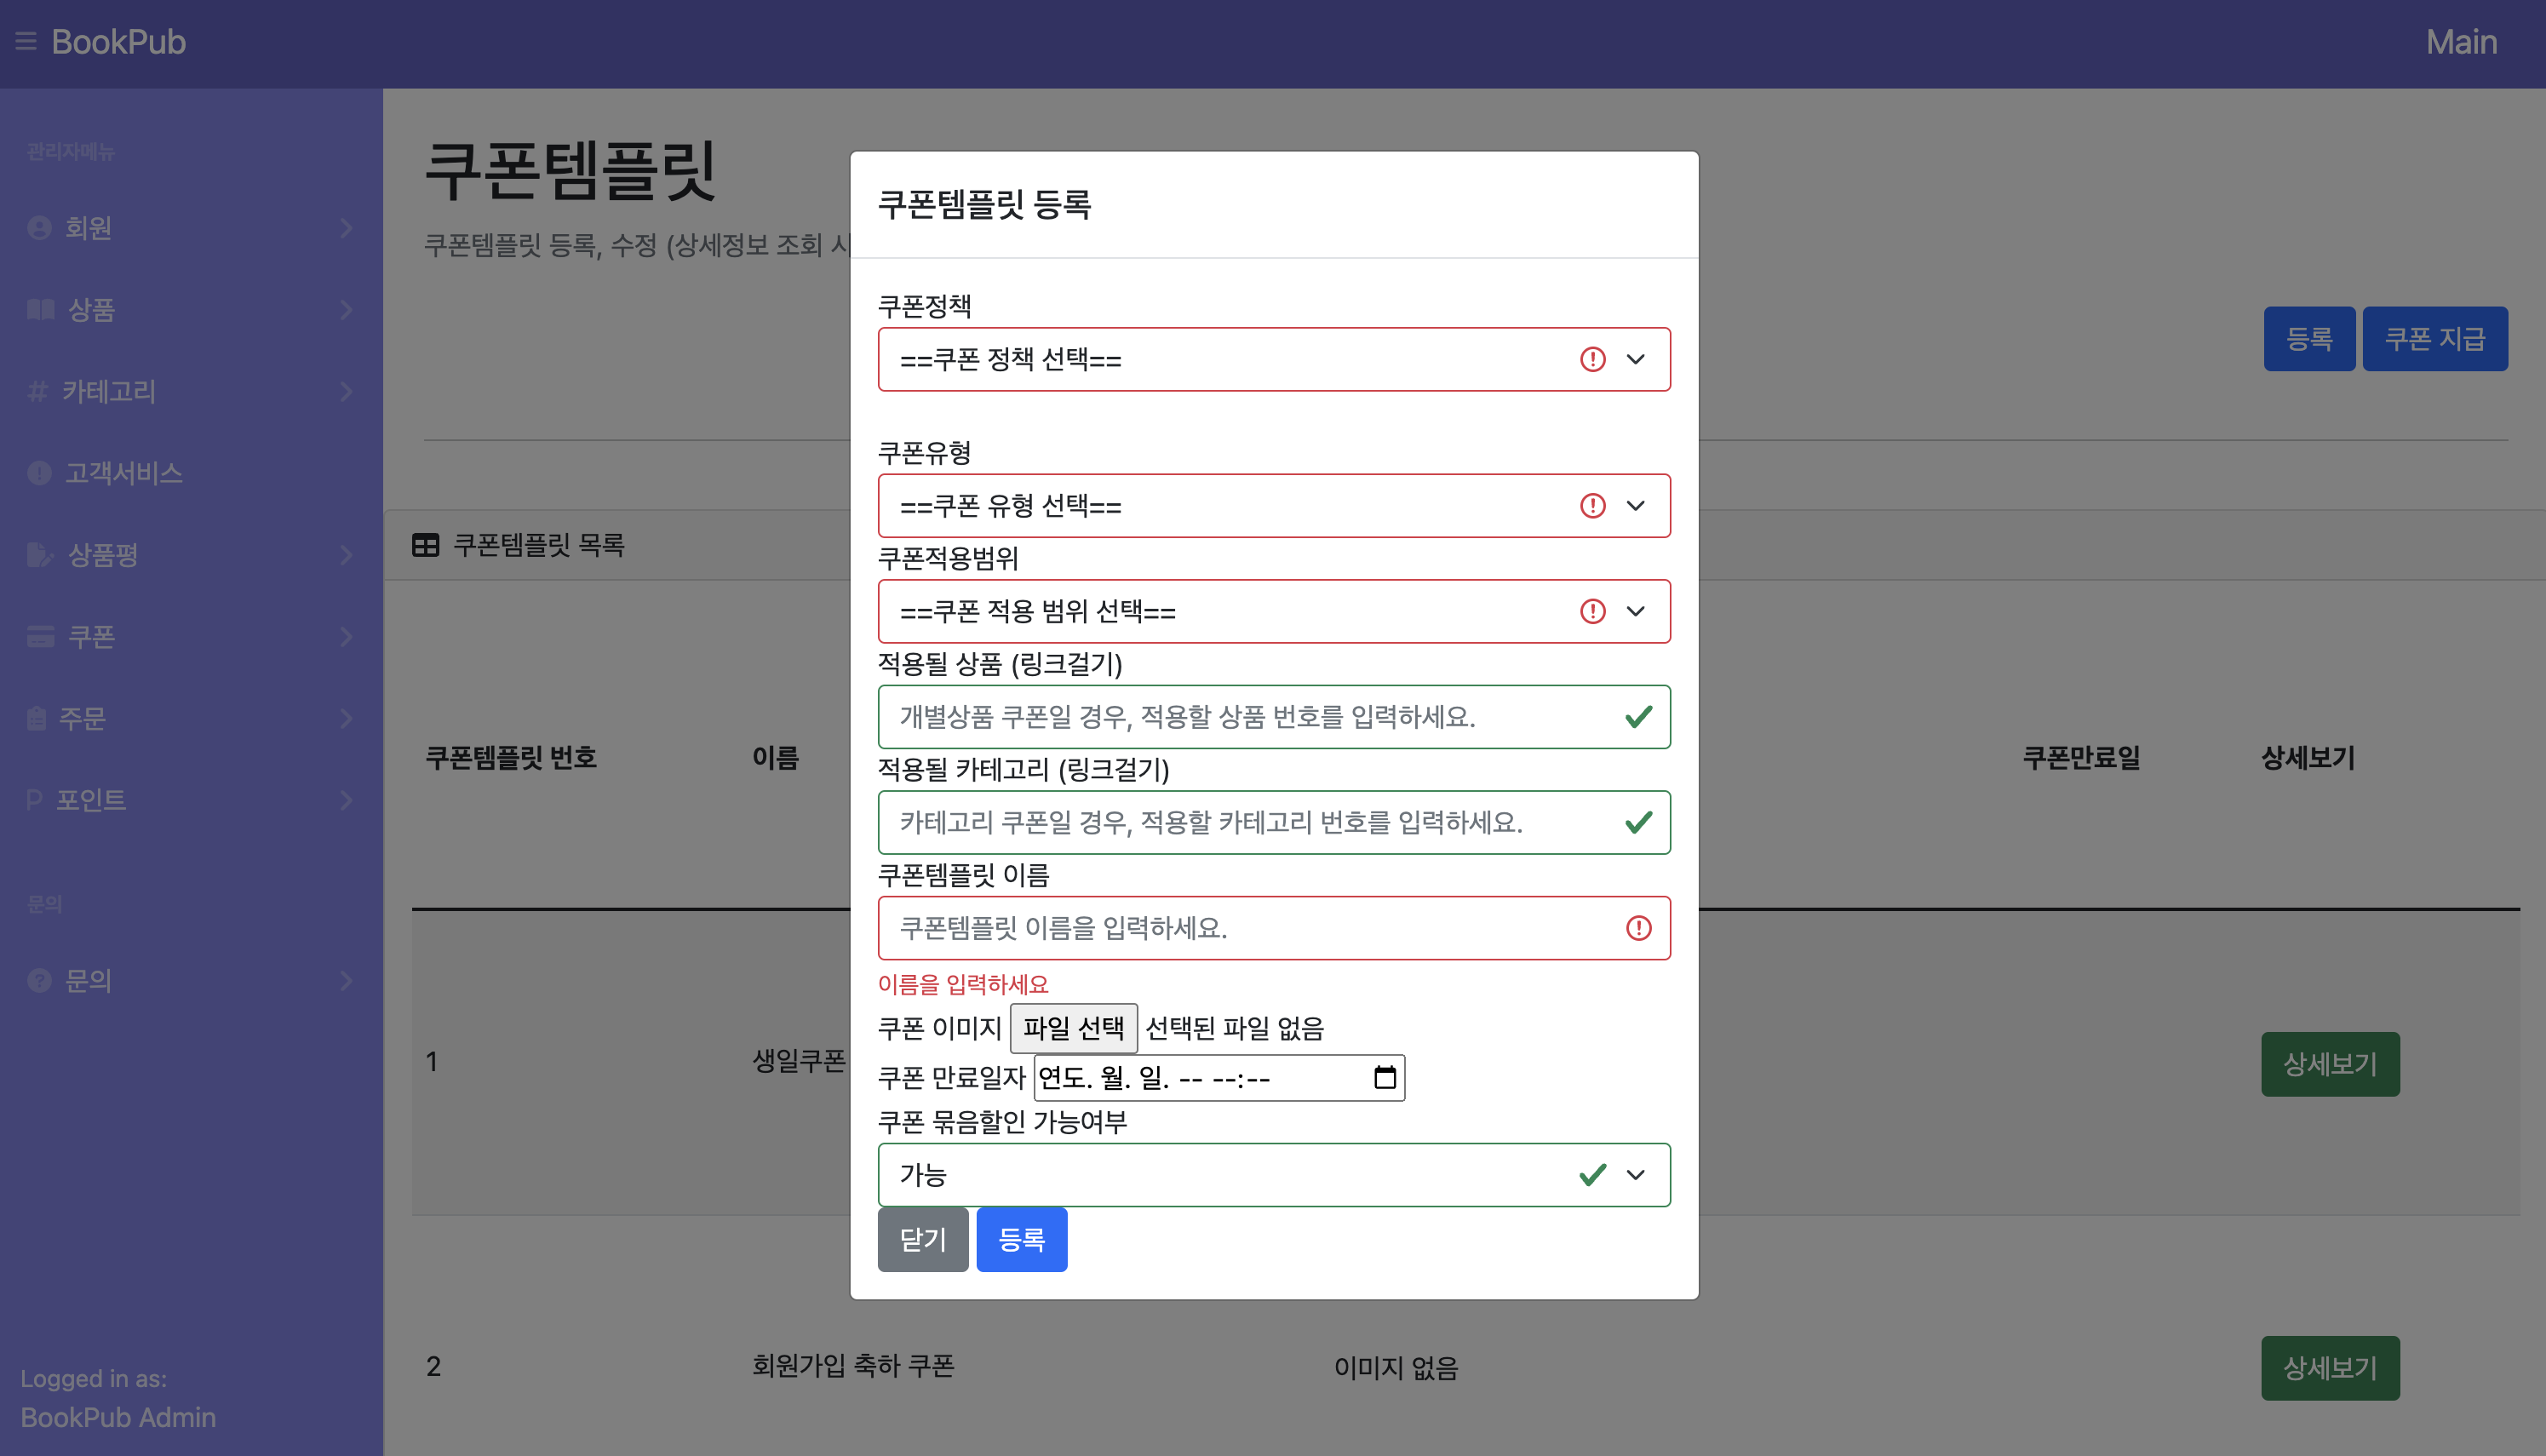 BookPub
Main
관리자메뉴
회원
상품
카테고리
고객서비스
상품평
쿠폰
주문
P 포인트
문의
문의
Logged in as:
BookPub Admin
쿠폰템플릿
쿠폰템플릿 등록, 수정 (상세정보 조회 시
등록
쿠폰 지급
쿠폰템플릿 목록
쿠폰템플릿 번호
이름
쿠폰만료일
상세보기
1
생일쿠폰
상세보기
2
회원가입 축하 쿠폰
이미지 없음
상세보기
쿠폰템플릿 등록
쿠폰정책
==쿠폰 정책 선택==
쿠폰유형
==쿠폰 유형 선택==
쿠폰적용범위
==쿠폰 적용 범위 선택==
적용될 상품 (링크걸기)
개별상품 쿠폰일 경우, 적용할 상품 번호를 입력하세요.
적용될 카테고리 (링크걸기)
카테고리 쿠폰일 경우, 적용할 카테고리 번호를 입력하세요.
쿠폰템플릿 이름
쿠폰템플릿 이름을 입력하세요.
이름을 입력하세요
쿠폰 이미지 파일 선택 선택된 파일 없음
쿠폰 만료일자 연도. 월. 일. -- --:--
쿠폰 묶음할인 가능여부
가능
닫기
등록